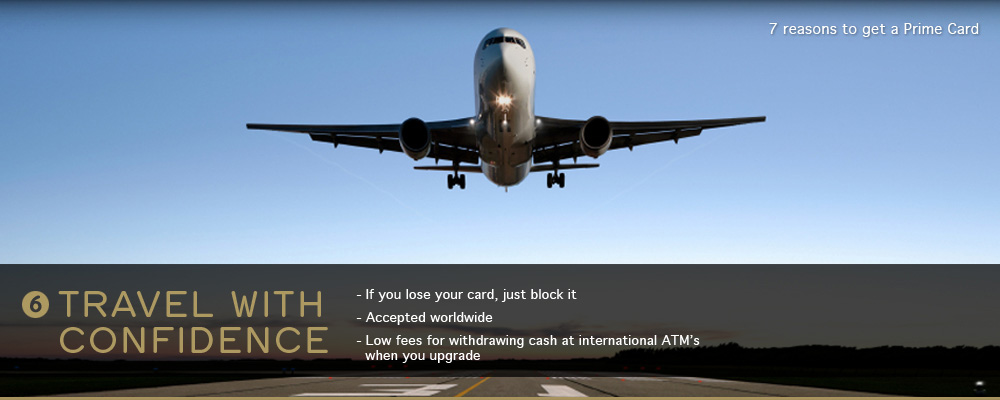 7 reasons to get a Prime Card
6 TRAVEL WITH
CONFIDENCE
- If you lose your card, just block it
- Accepted worldwide
- Low fees for withdrawing cash at international ATM's
when you upgrade